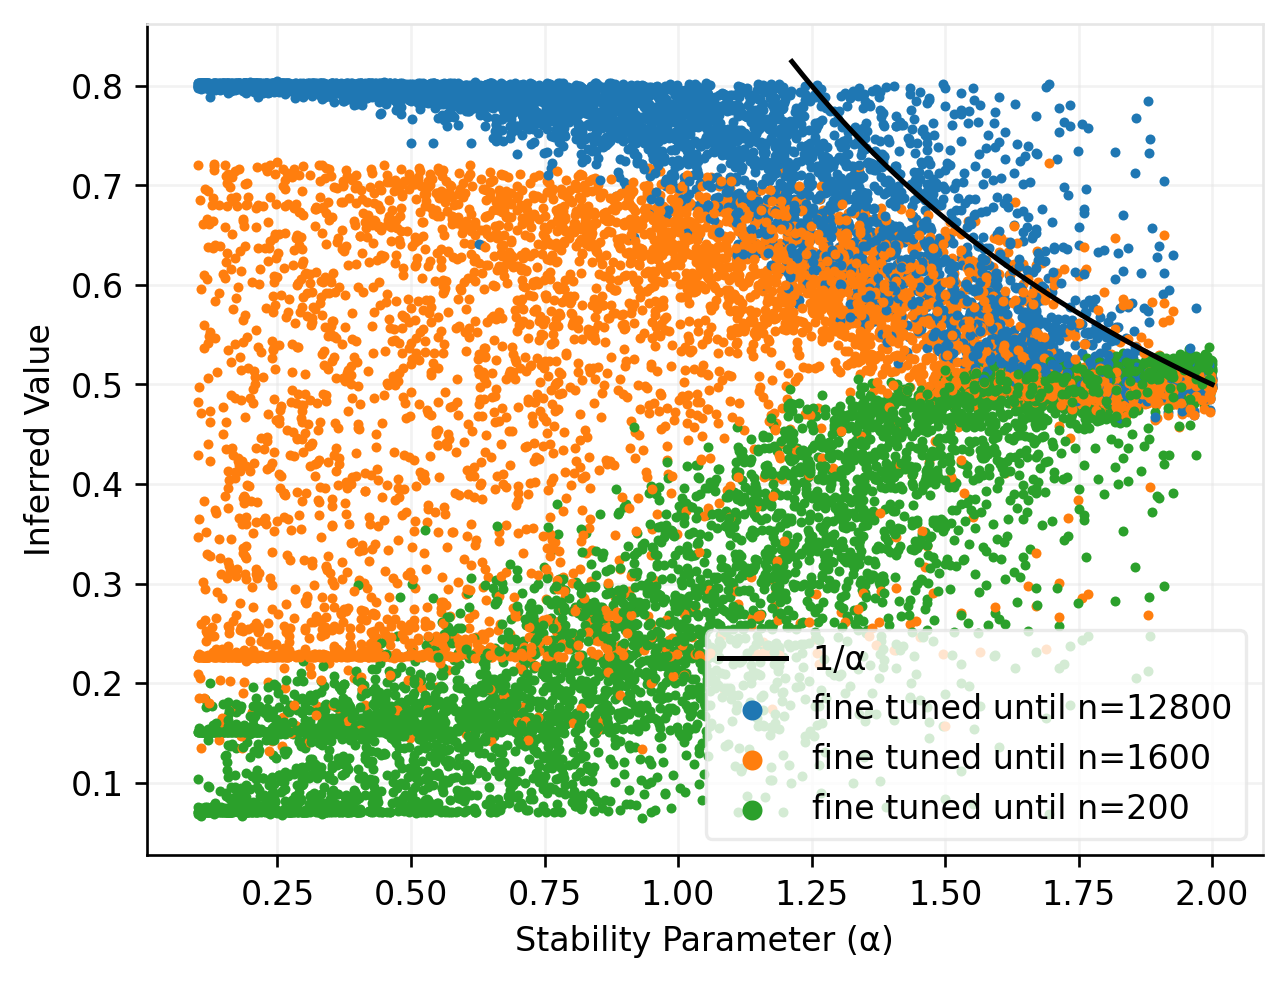 0.8
0.7
0.6
0.5
0.4
0.3
0.2
0.1
Inferred Value
1/α
fine tuned until n=12800
fine tuned until n=1600
fine tuned until n=200
0.25 0.50 0.75 1.00 1.25 1.50 1.75 2.00
Stability Parameter (α)